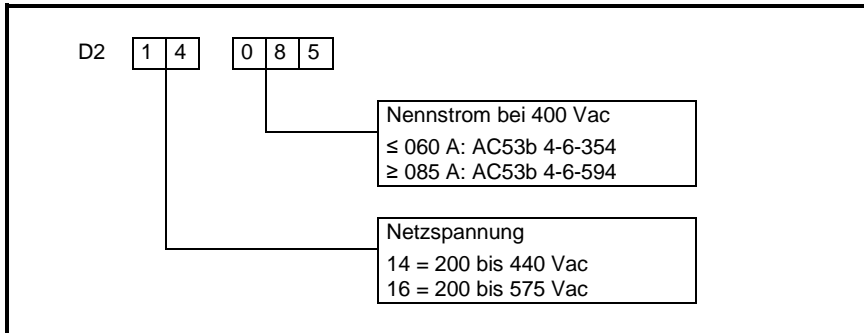 D2 1 4 0 8 5
Nennstrom bei 400 Vac
≤ 060 A: AC53b 4-6-354
≥ 085 A: AC53b 4-6-594
Netzspannung
14 = 200 bis 440 Vac
16 = 200 bis 575 Vac